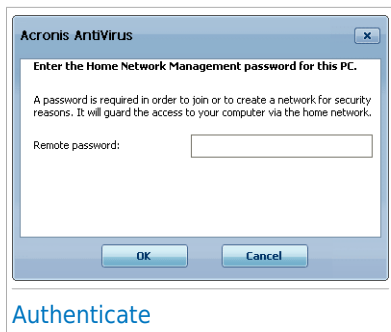 Acronis AntiVirus
Enter the Home Network Management password for this PC.
A password is required in order to join or to create a network for security
reasons. It will guard the access to your computer via the home network.
Remote password:
OK Cancel
Authenticate